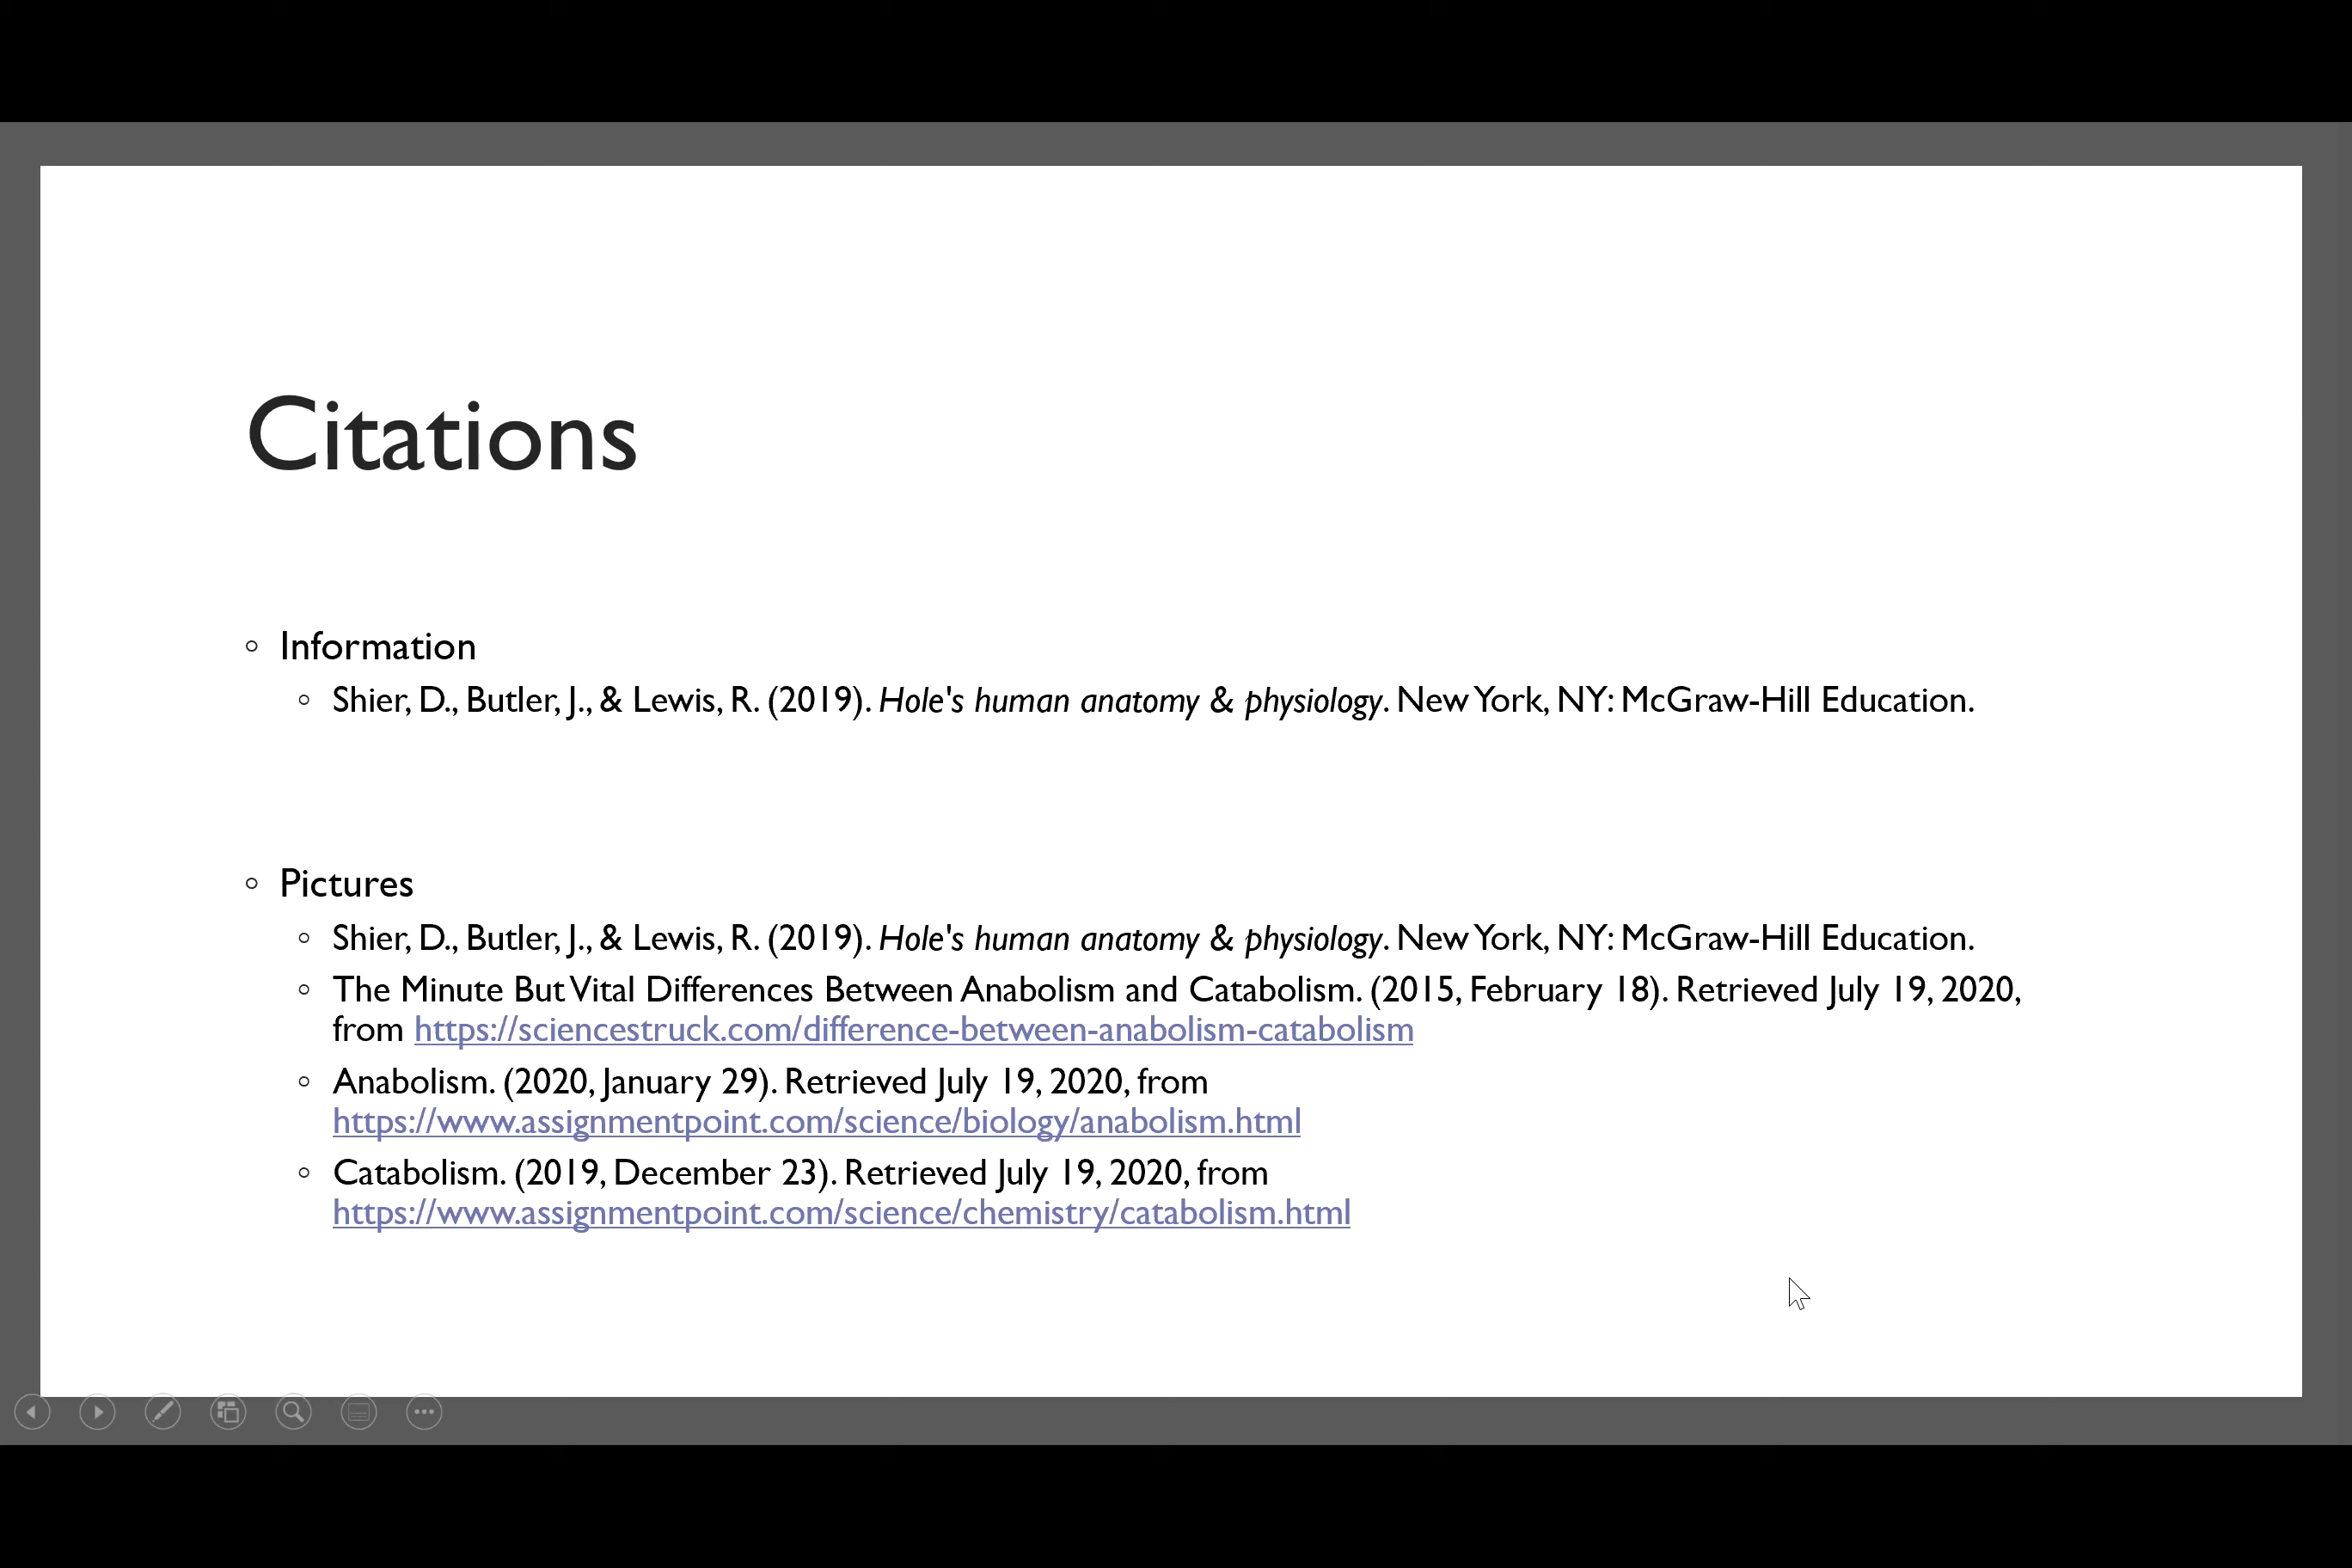 Citations
Information
Shier, D., Butler, J., & Lewis, R. (2019). Hole's human anatomy & physiology. New York, NY: McGraw-Hill Education.
Pictures
Shier, D., Butler, J., & Lewis, R. (2019). Hole's human anatomy & physiology. New York, NY: McGraw-Hill Education.
The Minute But Vital Differences Between Anabolism and Catabolism. (2015, February 18). Retrieved July 19, 2020,
from https://sciencestruck.com/difference-between-anabolism-catabolism
Anabolism. (2020, January 29). Retrieved July 19, 2020, from
https://www.assignmentpoint.com/science/biology/anabolism.html
Catabolism. (2019, December 23). Retrieved July 19, 2020, from
https://www.assignmentpoint.com/science/chemistry/catabolism.html